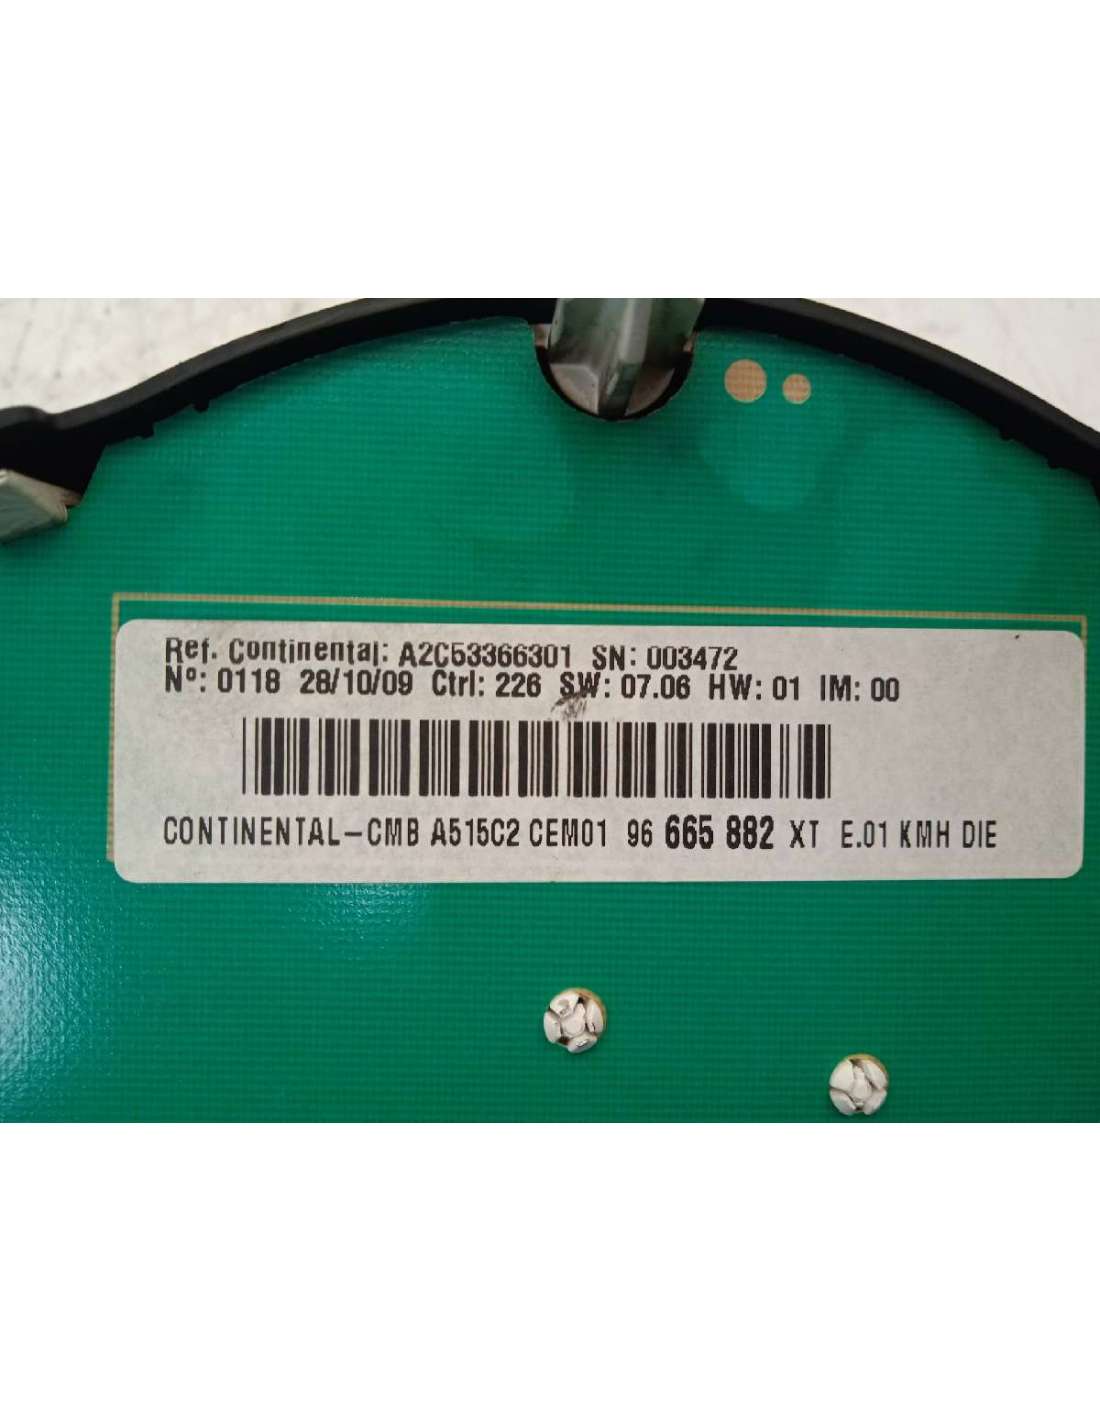 Ref. Continental: A2C53366301 SN: 003472
Nº: 0118 28/10/09 Ctrl: 226 SW: 07.06 HW: 01 IM: 00
CONTINENTAL-CMB A515C2 CEM01 96 665 882 XT E.01 KMH DIE